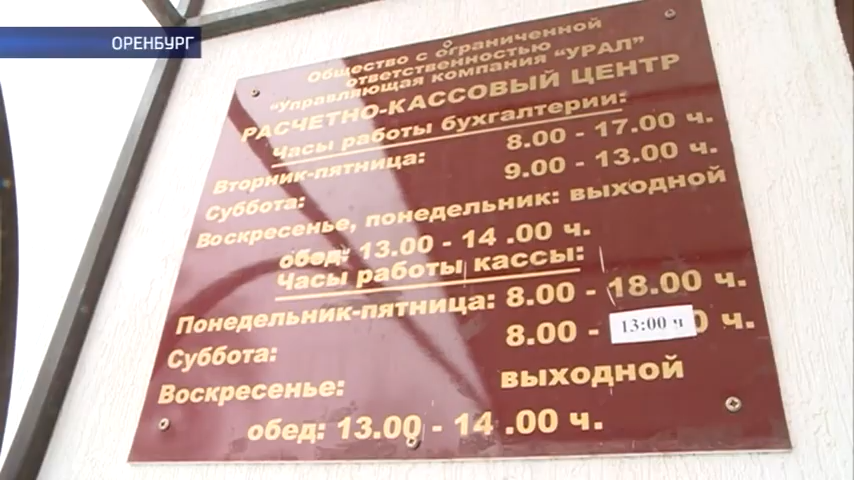 ОРЕНБУРГ
Общество с ограниченной
ответственностью
"Управляющая компания "УРАЛ"
РАСЧЕТНО-КАССОВЫЙ ЦЕНТР
Часы работы бухгалтерии:
Вторник-пятница: 8.00 - 17.00 ч.
Суббота: 9.00 - 13.00 ч.
Воскресенье, понедельник: выходной
обед: 13.00 - 14 .00 ч.
Часы работы кассы:
Понедельник-пятница: 8.00 - 18.00 ч.
Суббота: 8.00 - 13:00 ч 0 ч.
Воскресенье: выходной
обед: 13.00 - 14 .00 ч.